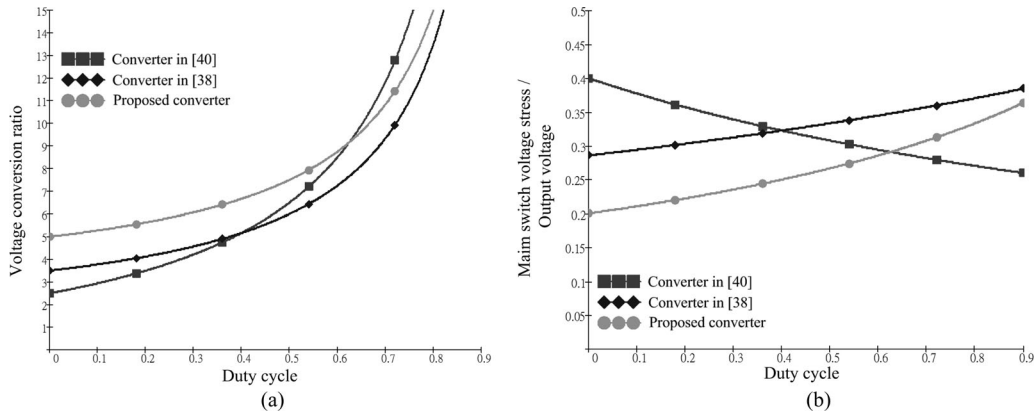 15
14
13
12
11
10
9
8
7
6
5
4
3
2
1
Voltage conversion ratio
Converter in [40]
Converter in [38]
Proposed converter
0 0.1 0.2 0.3 0.4 0.5 0.6 0.7 0.8 0.9
Duty cycle
(a)
0.5
0.45
0.4
0.35
0.3
0.25
0.2
0.15
0.1
0.05
Maim switch voltage stress /
Output voltage
Converter in [40]
Converter in [38]
Proposed converter
0 0.1 0.2 0.3 0.4 0.5 0.6 0.7 0.8 0.9
Duty cycle
(b)